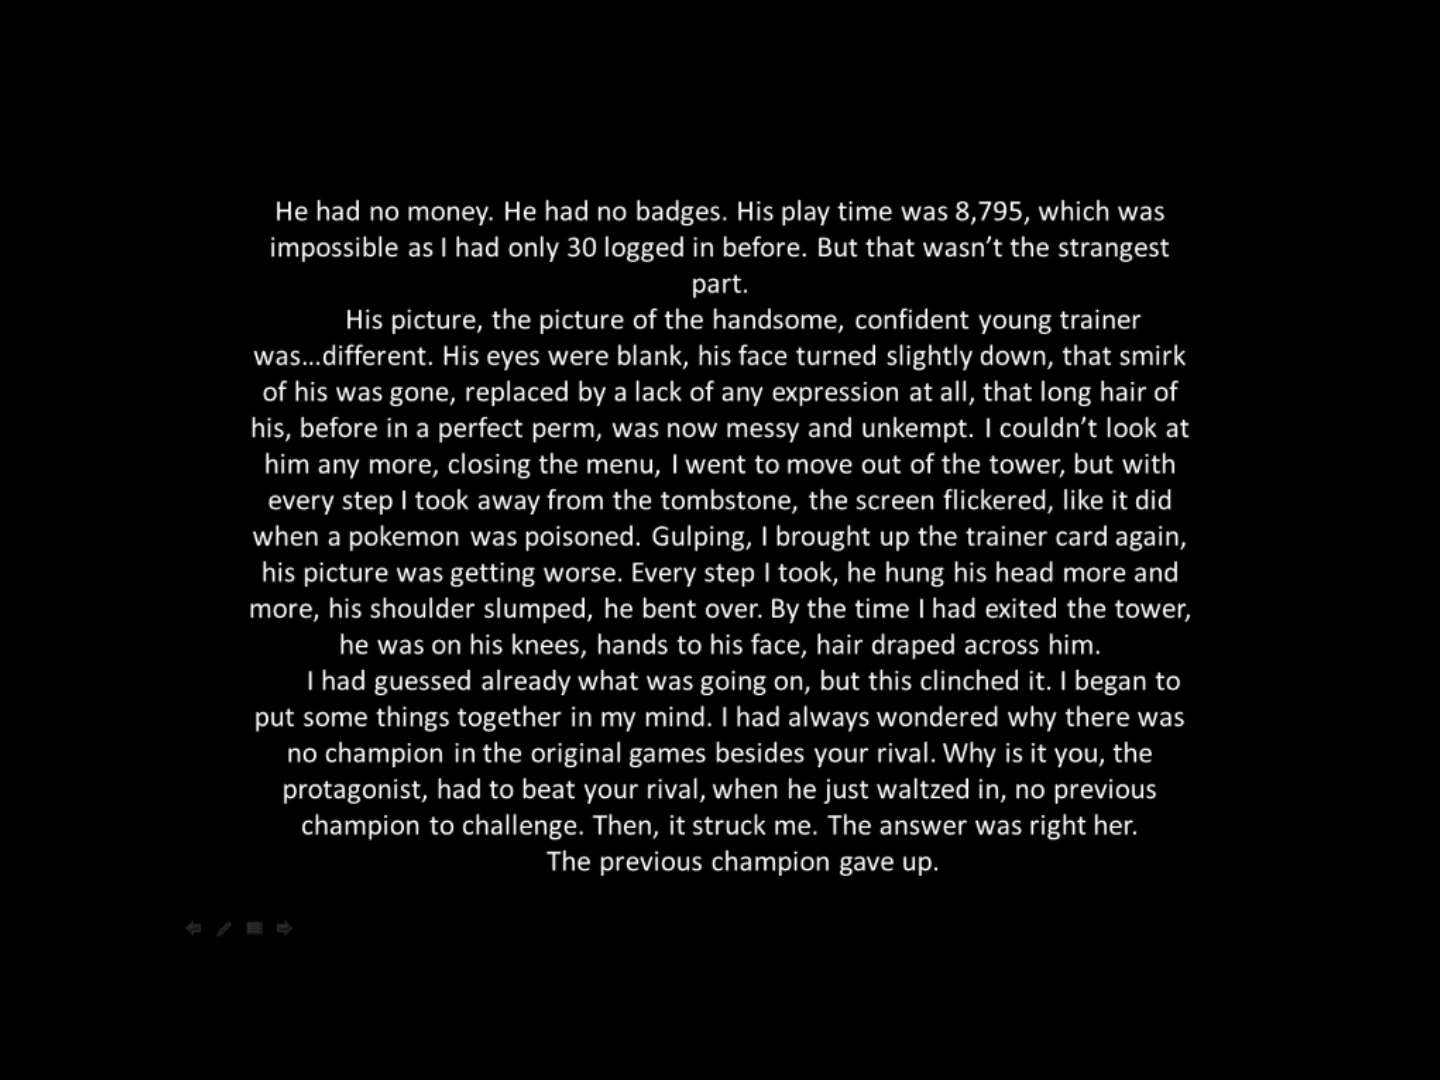 He had no money. He had no badges. His play time was 8,795, which was
impossible as I had only 30 logged in before. But that wasn’t the strangest
part.
His picture, the picture of the handsome, confident young trainer
was...different. His eyes were blank, his face turned slightly down, that smirk
of his was gone, replaced by a lack of any expression at all, that long hair of
his, before in a perfect perm, was now messy and unkempt. I couldn’t look at
him any more, closing the menu, I went to move out of the tower, but with
every step I took away from the tombstone, the screen flickered, like it did
when a pokemon was poisoned. Gulping, I brought up the trainer card again,
his picture was getting worse. Every step I took, he hung his head more and
more, his shoulder slumped, he bent over. By the time I had exited the tower,
he was on his knees, hands to his face, hair draped across him.
I had guessed already what was going on, but this clinched it. I began to
put some things together in my mind. I had always wondered why there was
no champion in the original games besides your rival. Why is it you, the
protagonist, had to beat your rival, when he just waltzed in, no previous
champion to challenge. Then, it struck me. The answer was right her.
The previous champion gave up.